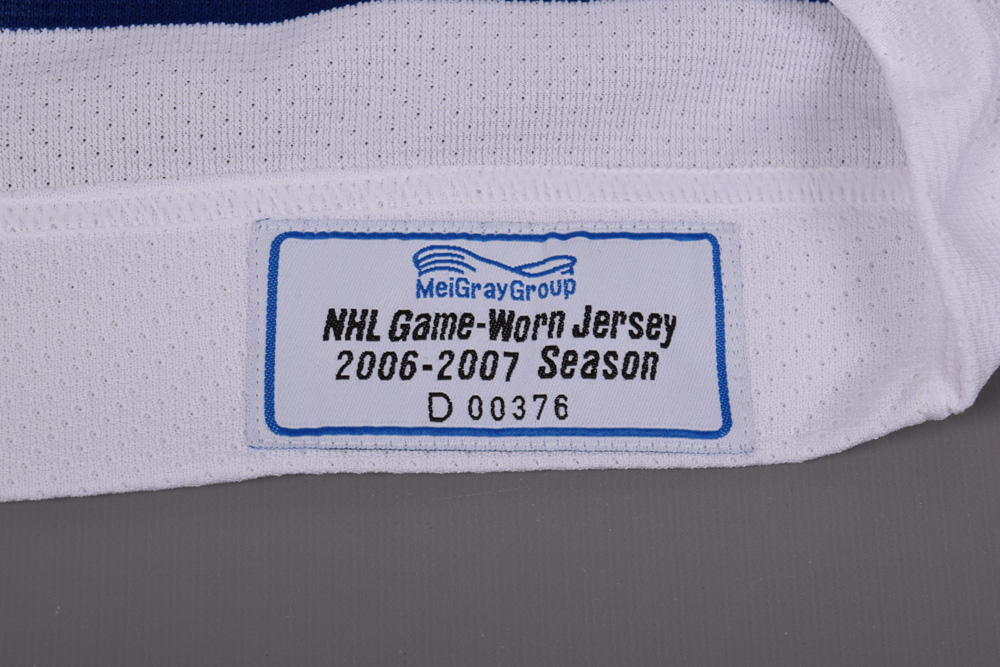 MeiGrayGroup
NHL Game-Worn Jersey
2006-2007 Season
D 00376